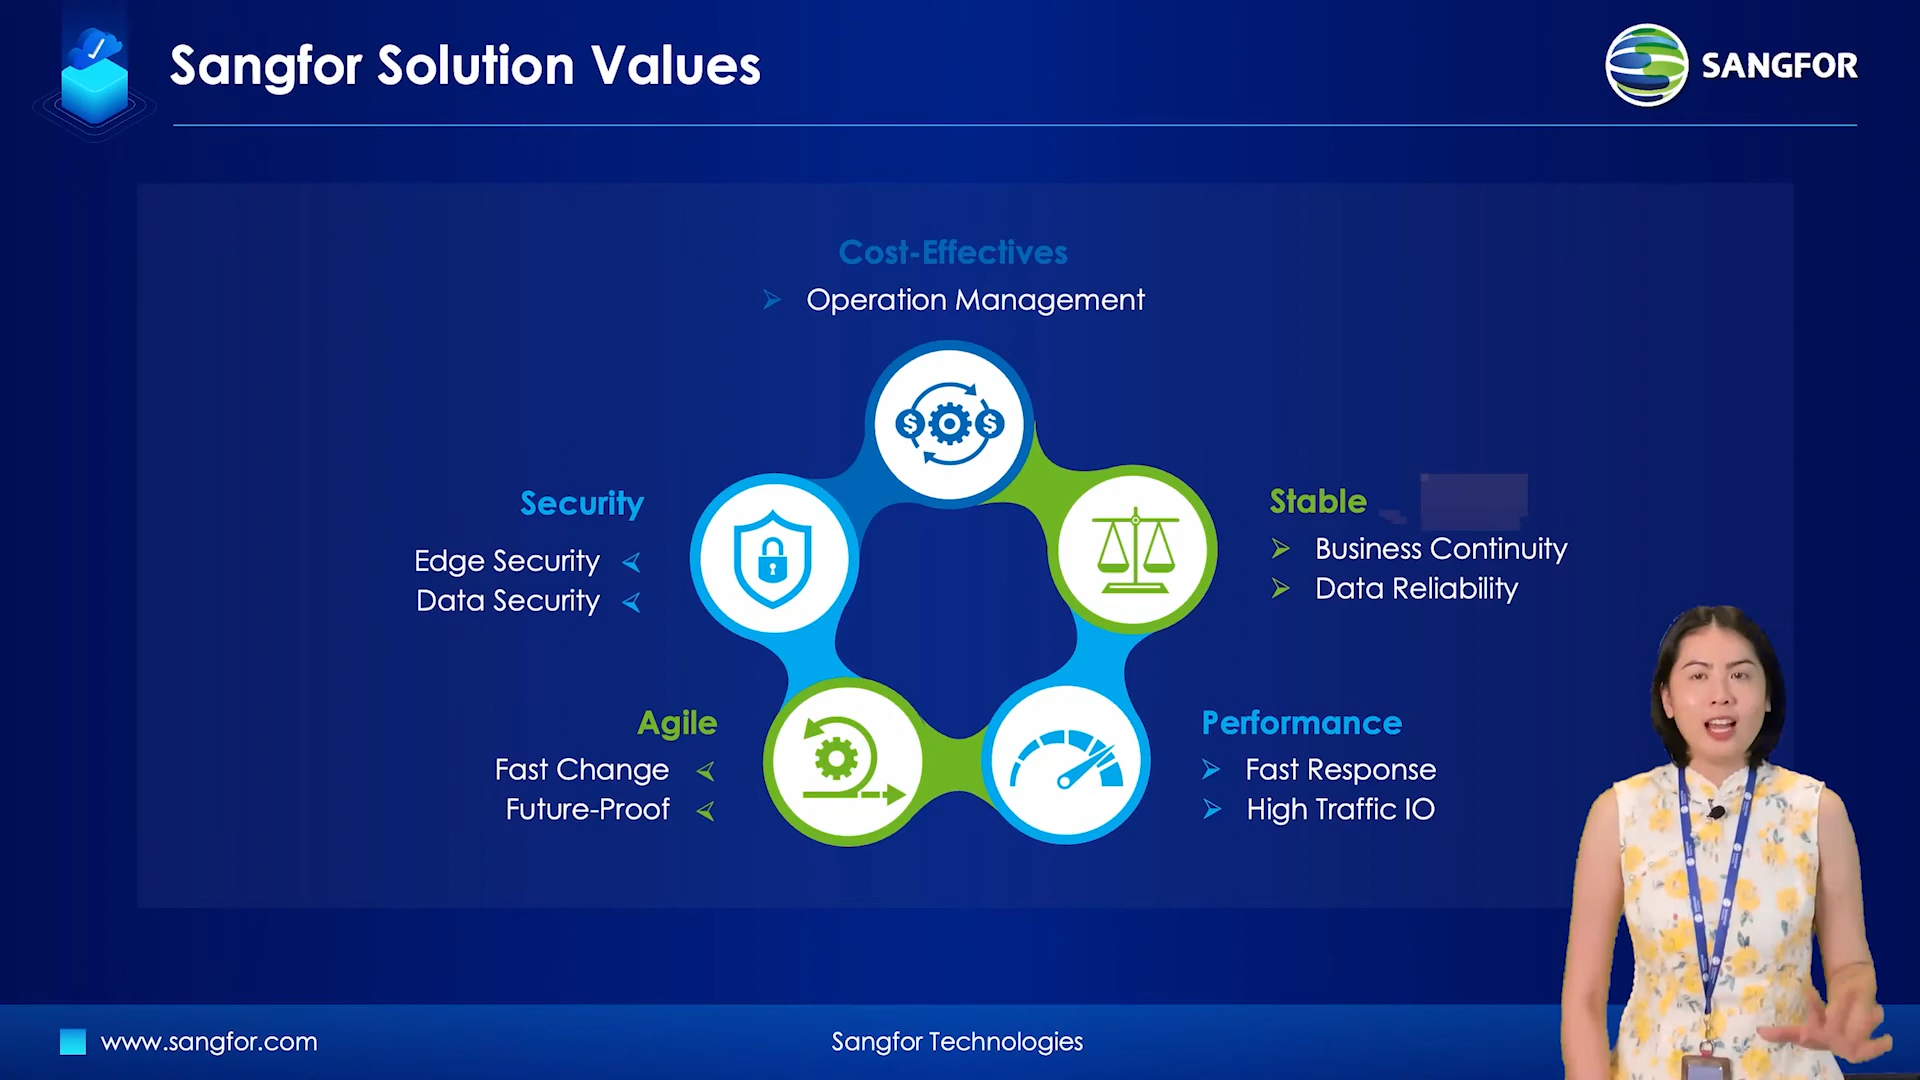 Sangfor Solution Values
SANGFOR
Cost-Effectives
Operation Management
Security
Edge Security
Data Security
Stable
Business Continuity
Data Reliability
Agile
Fast Change
Future-Proof
Performance
Fast Response
High Traffic IO
www.sangfor.com
Sangfor Technologies